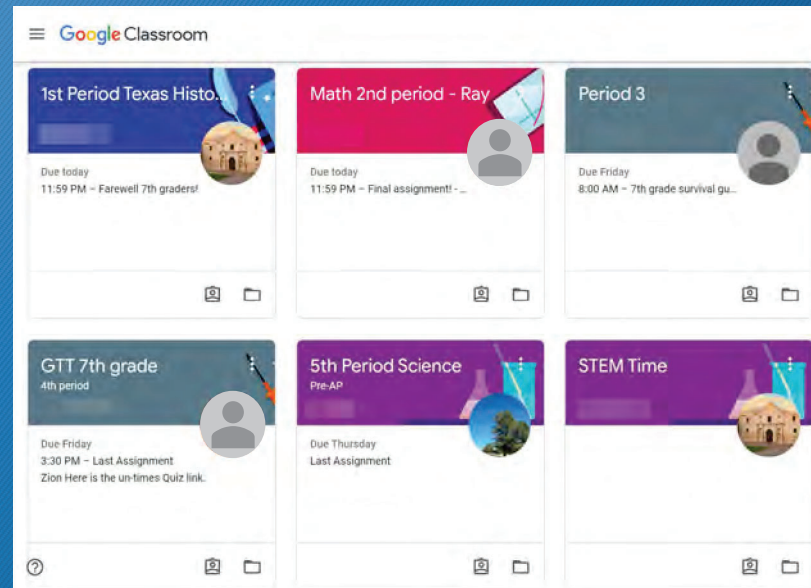 Google Classroom
1st Period Texas Histo...
Due today
11:59 PM – Farewell 7th graders!
Math 2nd period - Ray
Due today
11:59 PM – Final assignment! - ...
Period 3
Due Friday
8:00 AM – 7th grade survival gu...
GTT 7th grade
4th period
Due Friday
3:30 PM – Last Assignment
Zion Here is the un-times Quiz link.
5th Period Science
Pre-AP
Due Thursday
Last Assignment
STEM Time